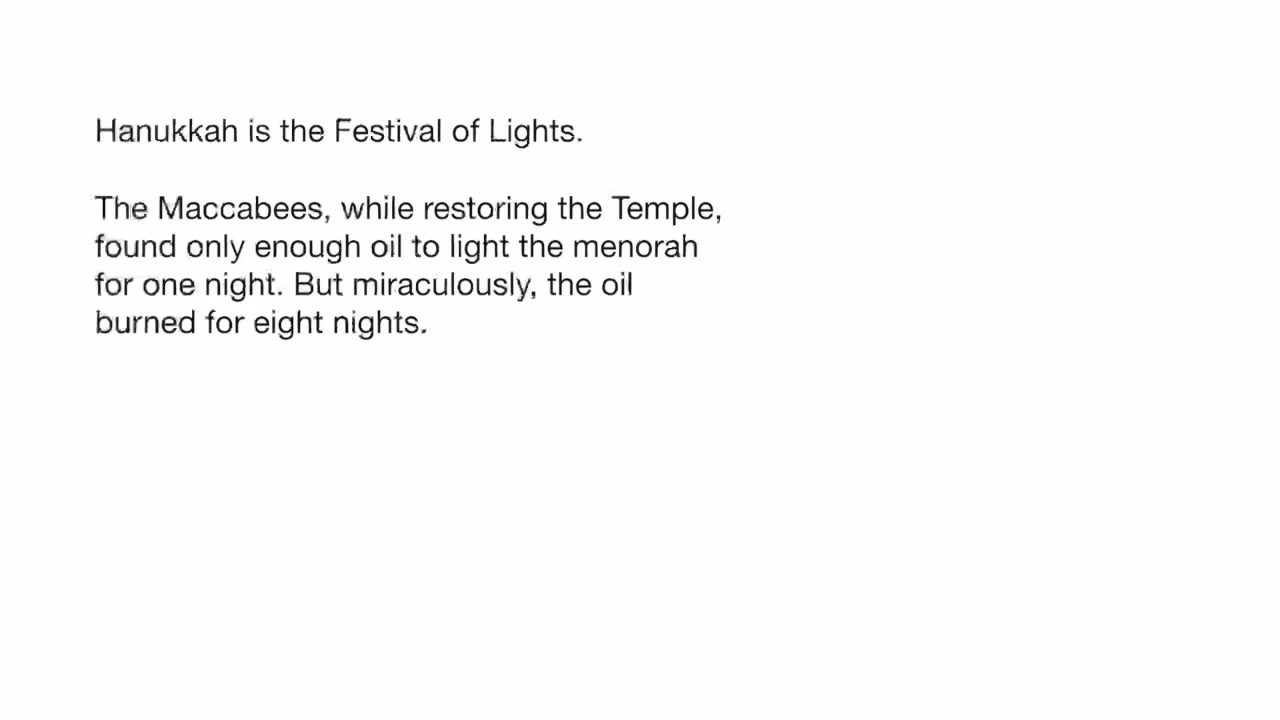 Hanukkah is the Festival of Lights.
The Maccabees, while restoring the Temple,
found only enough oil to light the menorah
for one night. But miraculously, the oil
burned for eight nights.